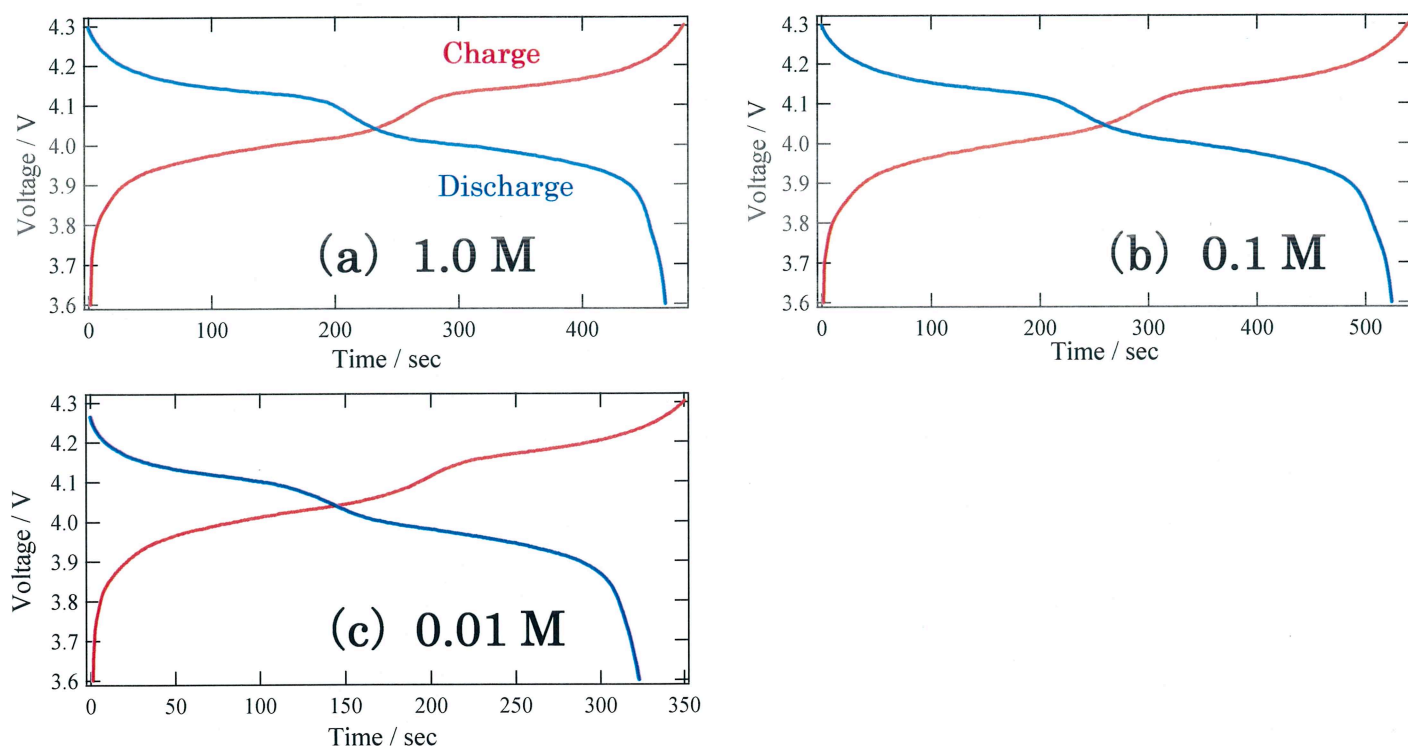 4.3
4.2
4.1
4.0
3.9
3.8
3.7
3.6
Voltage / V
Charge
Discharge
(a) 1.0 M
0 100 200 300 400
Time / sec
4.3
4.2
4.1
4.0
3.9
3.8
3.7
3.6
Voltage / V
(b) 0.1 M
0 100 200 300 400 500
Time / sec
4.3
4.2
4.1
4.0
3.9
3.8
3.7
3.6
Voltage / V
(c) 0.01 M
0 50 100 150 200 250 300 350
Time / sec